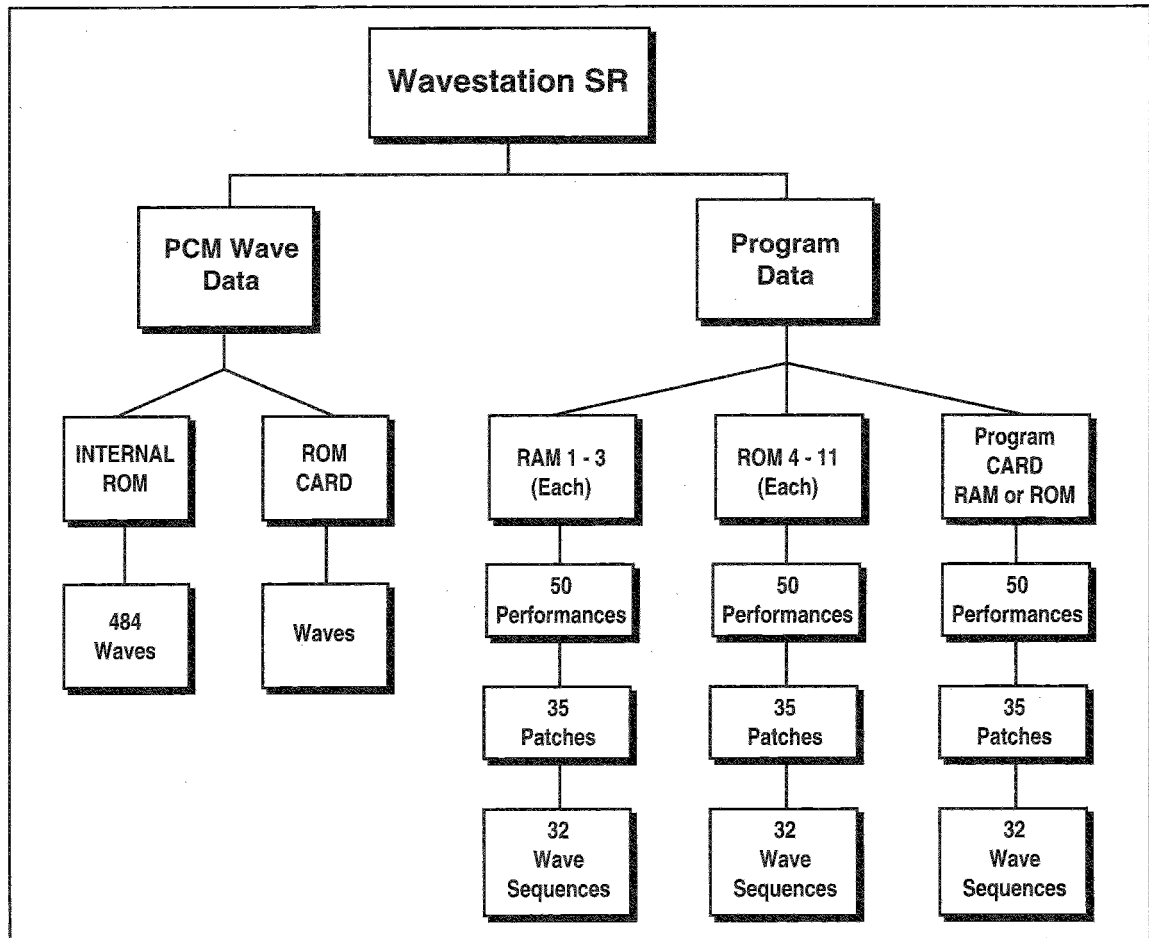 Wavestation SR
PCM Wave
Data
Program
Data
INTERNAL
ROM
ROM
CARD
RAM 1 - 3
(Each)
ROM 4 - 11
(Each)
Program
CARD
RAM or ROM
484
Waves
Waves
50
Performances
50
Performances
50
Performances
35
Patches
35
Patches
35
Patches
32
Wave
Sequences
32
Wave
Sequences
32
Wave
Sequences